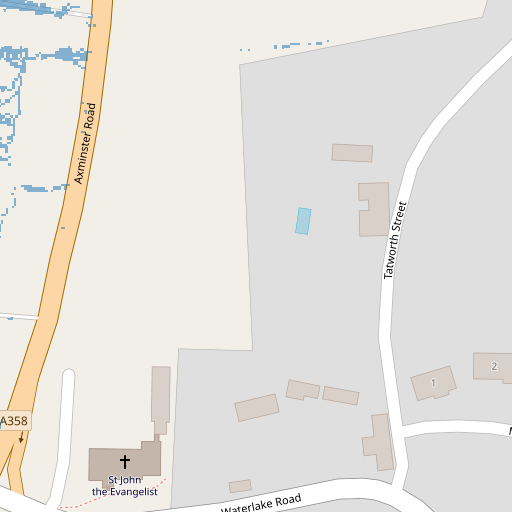 Axminster Road
Tatworth Street
2
1
A358
St John
the Evangelist
Waterlake Road